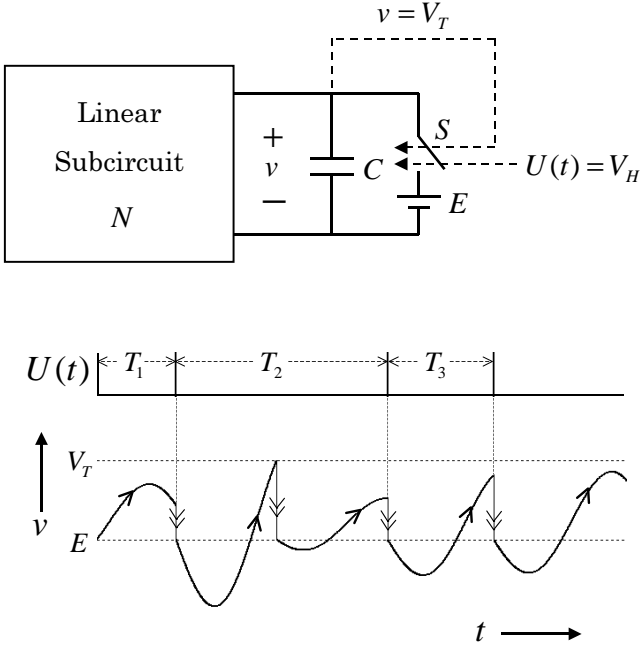 v = V_T
Linear
Subcircuit
N
+
v
−
C
S
U(t) = V_H
E
U(t)
T_1
T_2
T_3
V_T
v
E
t